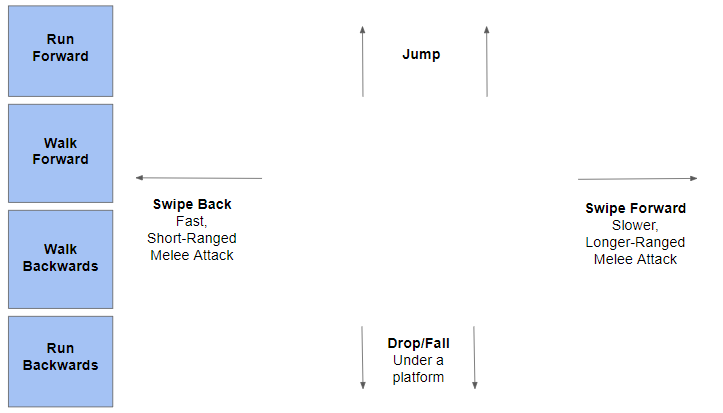 Run
Forward
Walk
Forward
Walk
Backwards
Run
Backwards
Jump
Swipe Back
Fast,
Short-Ranged
Melee Attack
Swipe Forward
Slower,
Longer-Ranged
Melee Attack
Drop/Fall
Under a
platform